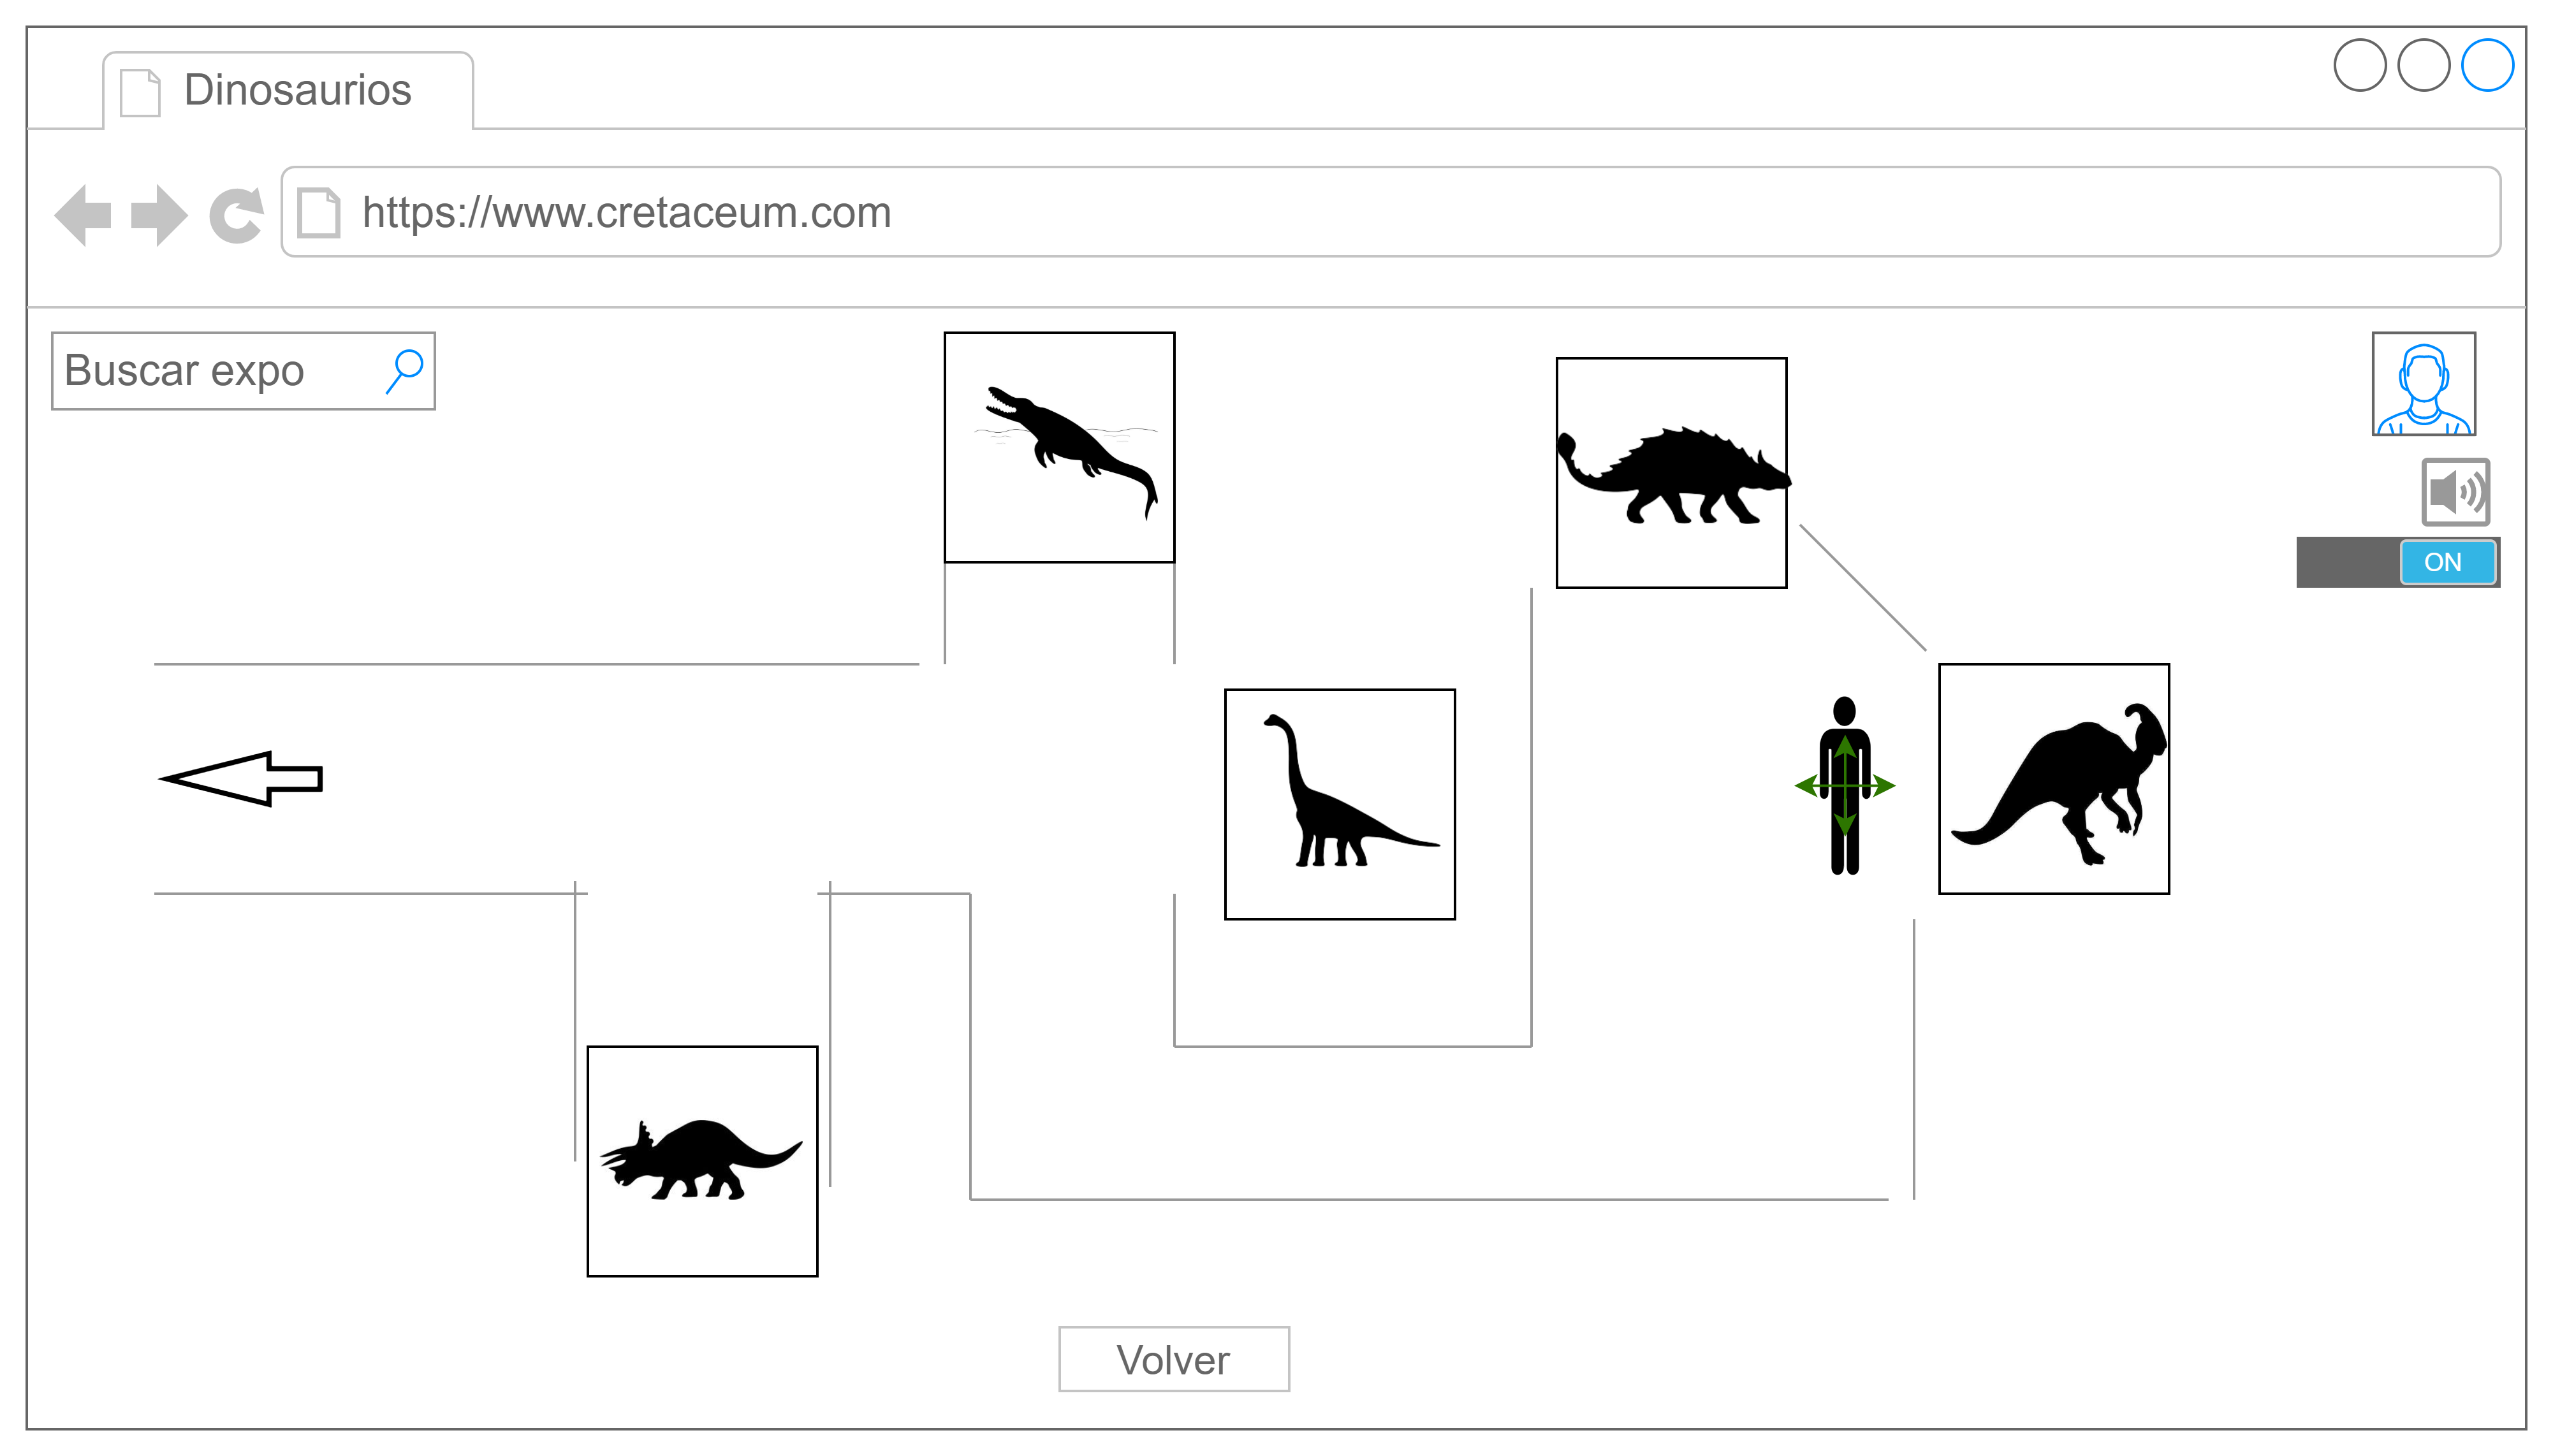 Dinosaurios
https://www.cretaceum.com
Buscar expo
ON
Volver